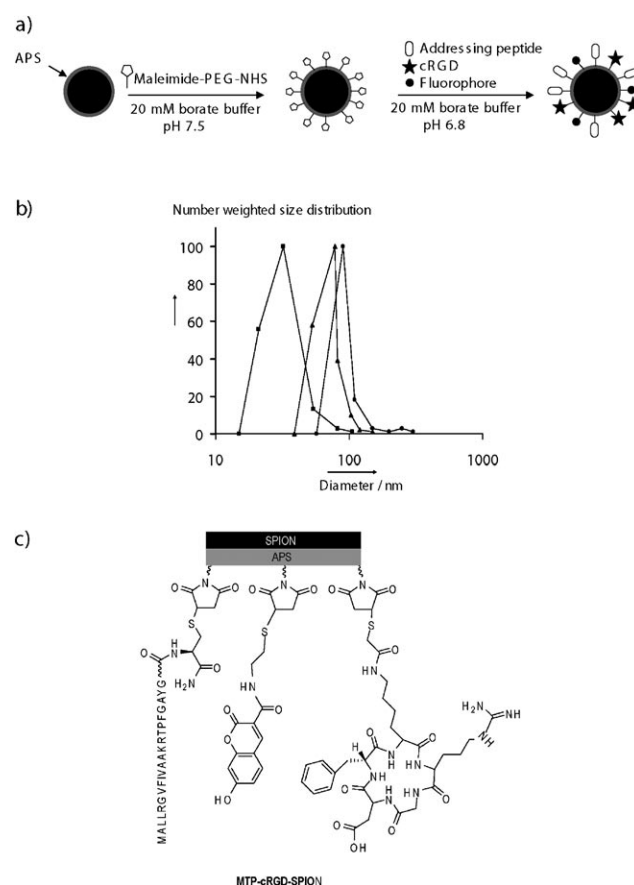 a)
APS
Maleimide-PEG-NHS
20 mM borate buffer
pH 7.5
Addressing peptide
cRGD
Fluorophore
20 mM borate buffer
pH 6.8
b)
Number weighted size distribution
100
80
60
40
20
0
10
100
1000
Diameter / nm
c)
SPION
APS
O
N
O
O
N
O
O
N
O
S
S
S
H
N
O
O
H₂N
O
HN
NH
O
MALLRGVFIVAAKRTPFGAYG
O
O
HO
H₂N
NH
NH
H
O
N
H
O
NH
HN
O
O
H
N
O
HN
O
OH
MTP-cRGD-SPION